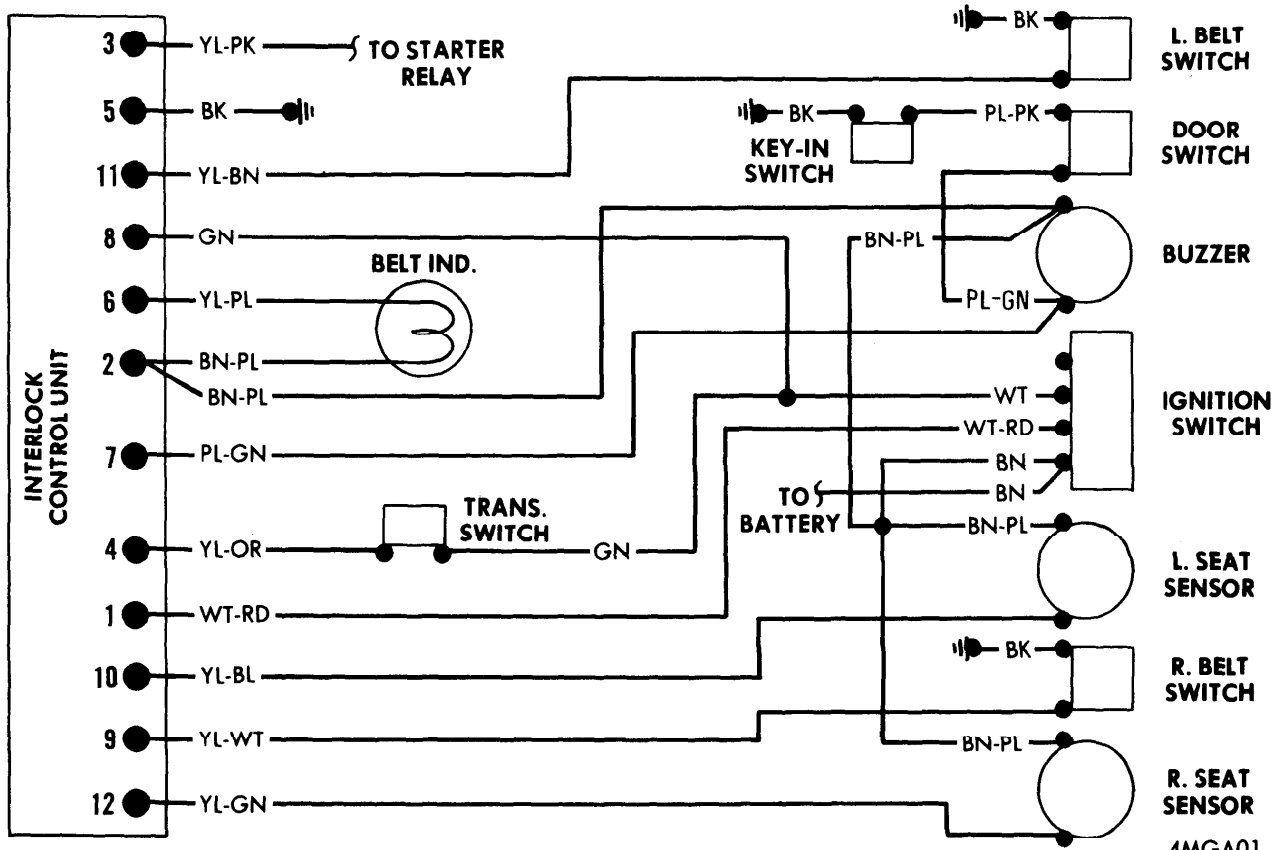 3 YL-PK TO STARTER
RELAY
BK L. BELT
SWITCH
5 BK
BK PL-PK DOOR
SWITCH
KEY-IN
SWITCH
11 YL-BN
8 GN
BN-PL BUZZER
BELT IND.
6 YL-PL
PL-GN
2 BN-PL
BN-PL
INTERLOCK
CONTROL UNIT
WT IGNITION
SWITCH
WT-RD
7 PL-GN
BN
BN
TO
BATTERY
TRANS.
SWITCH
BN-PL
4 YL-OR GN
L. SEAT
SENSOR
1 WT-RD
BK R. BELT
SWITCH
10 YL-BL
9 YL-WT
BN-PL
R. SEAT
SENSOR
12 YL-GN
4MGA01